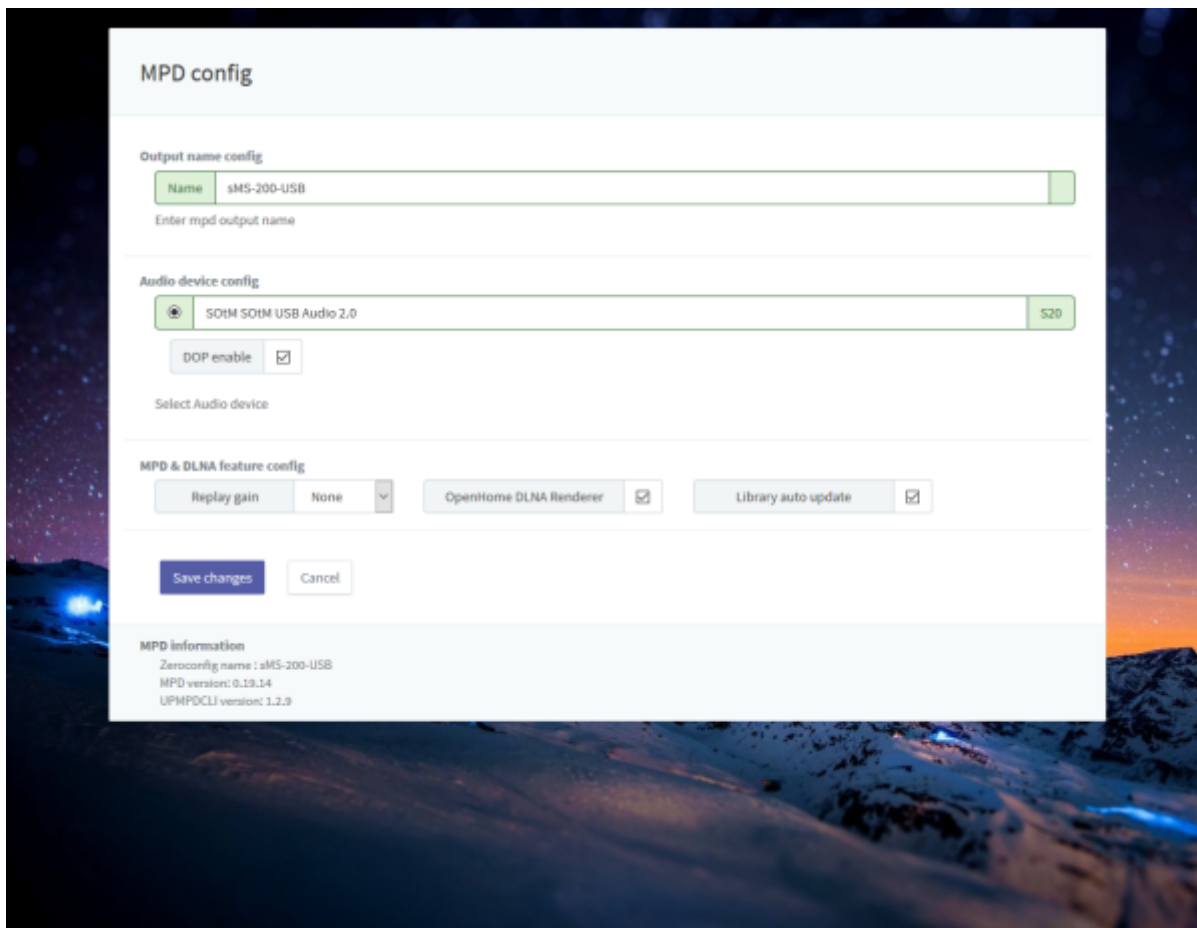 MPD config
Output name config
Name sMS-200-USB
Enter mpd output name
Audio device config
SOtM SOtM USB Audio 2.0 S20
DOP enable
Select Audio device
MPD & DLNA feature config
Replay gain None OpenHome DLNA Renderer Library auto update
Save changes Cancel
MPD information
Zeroconfig name : sMS-200-USB
MPD version: 0.19.14
UPMPDCLI version: 1.2.9